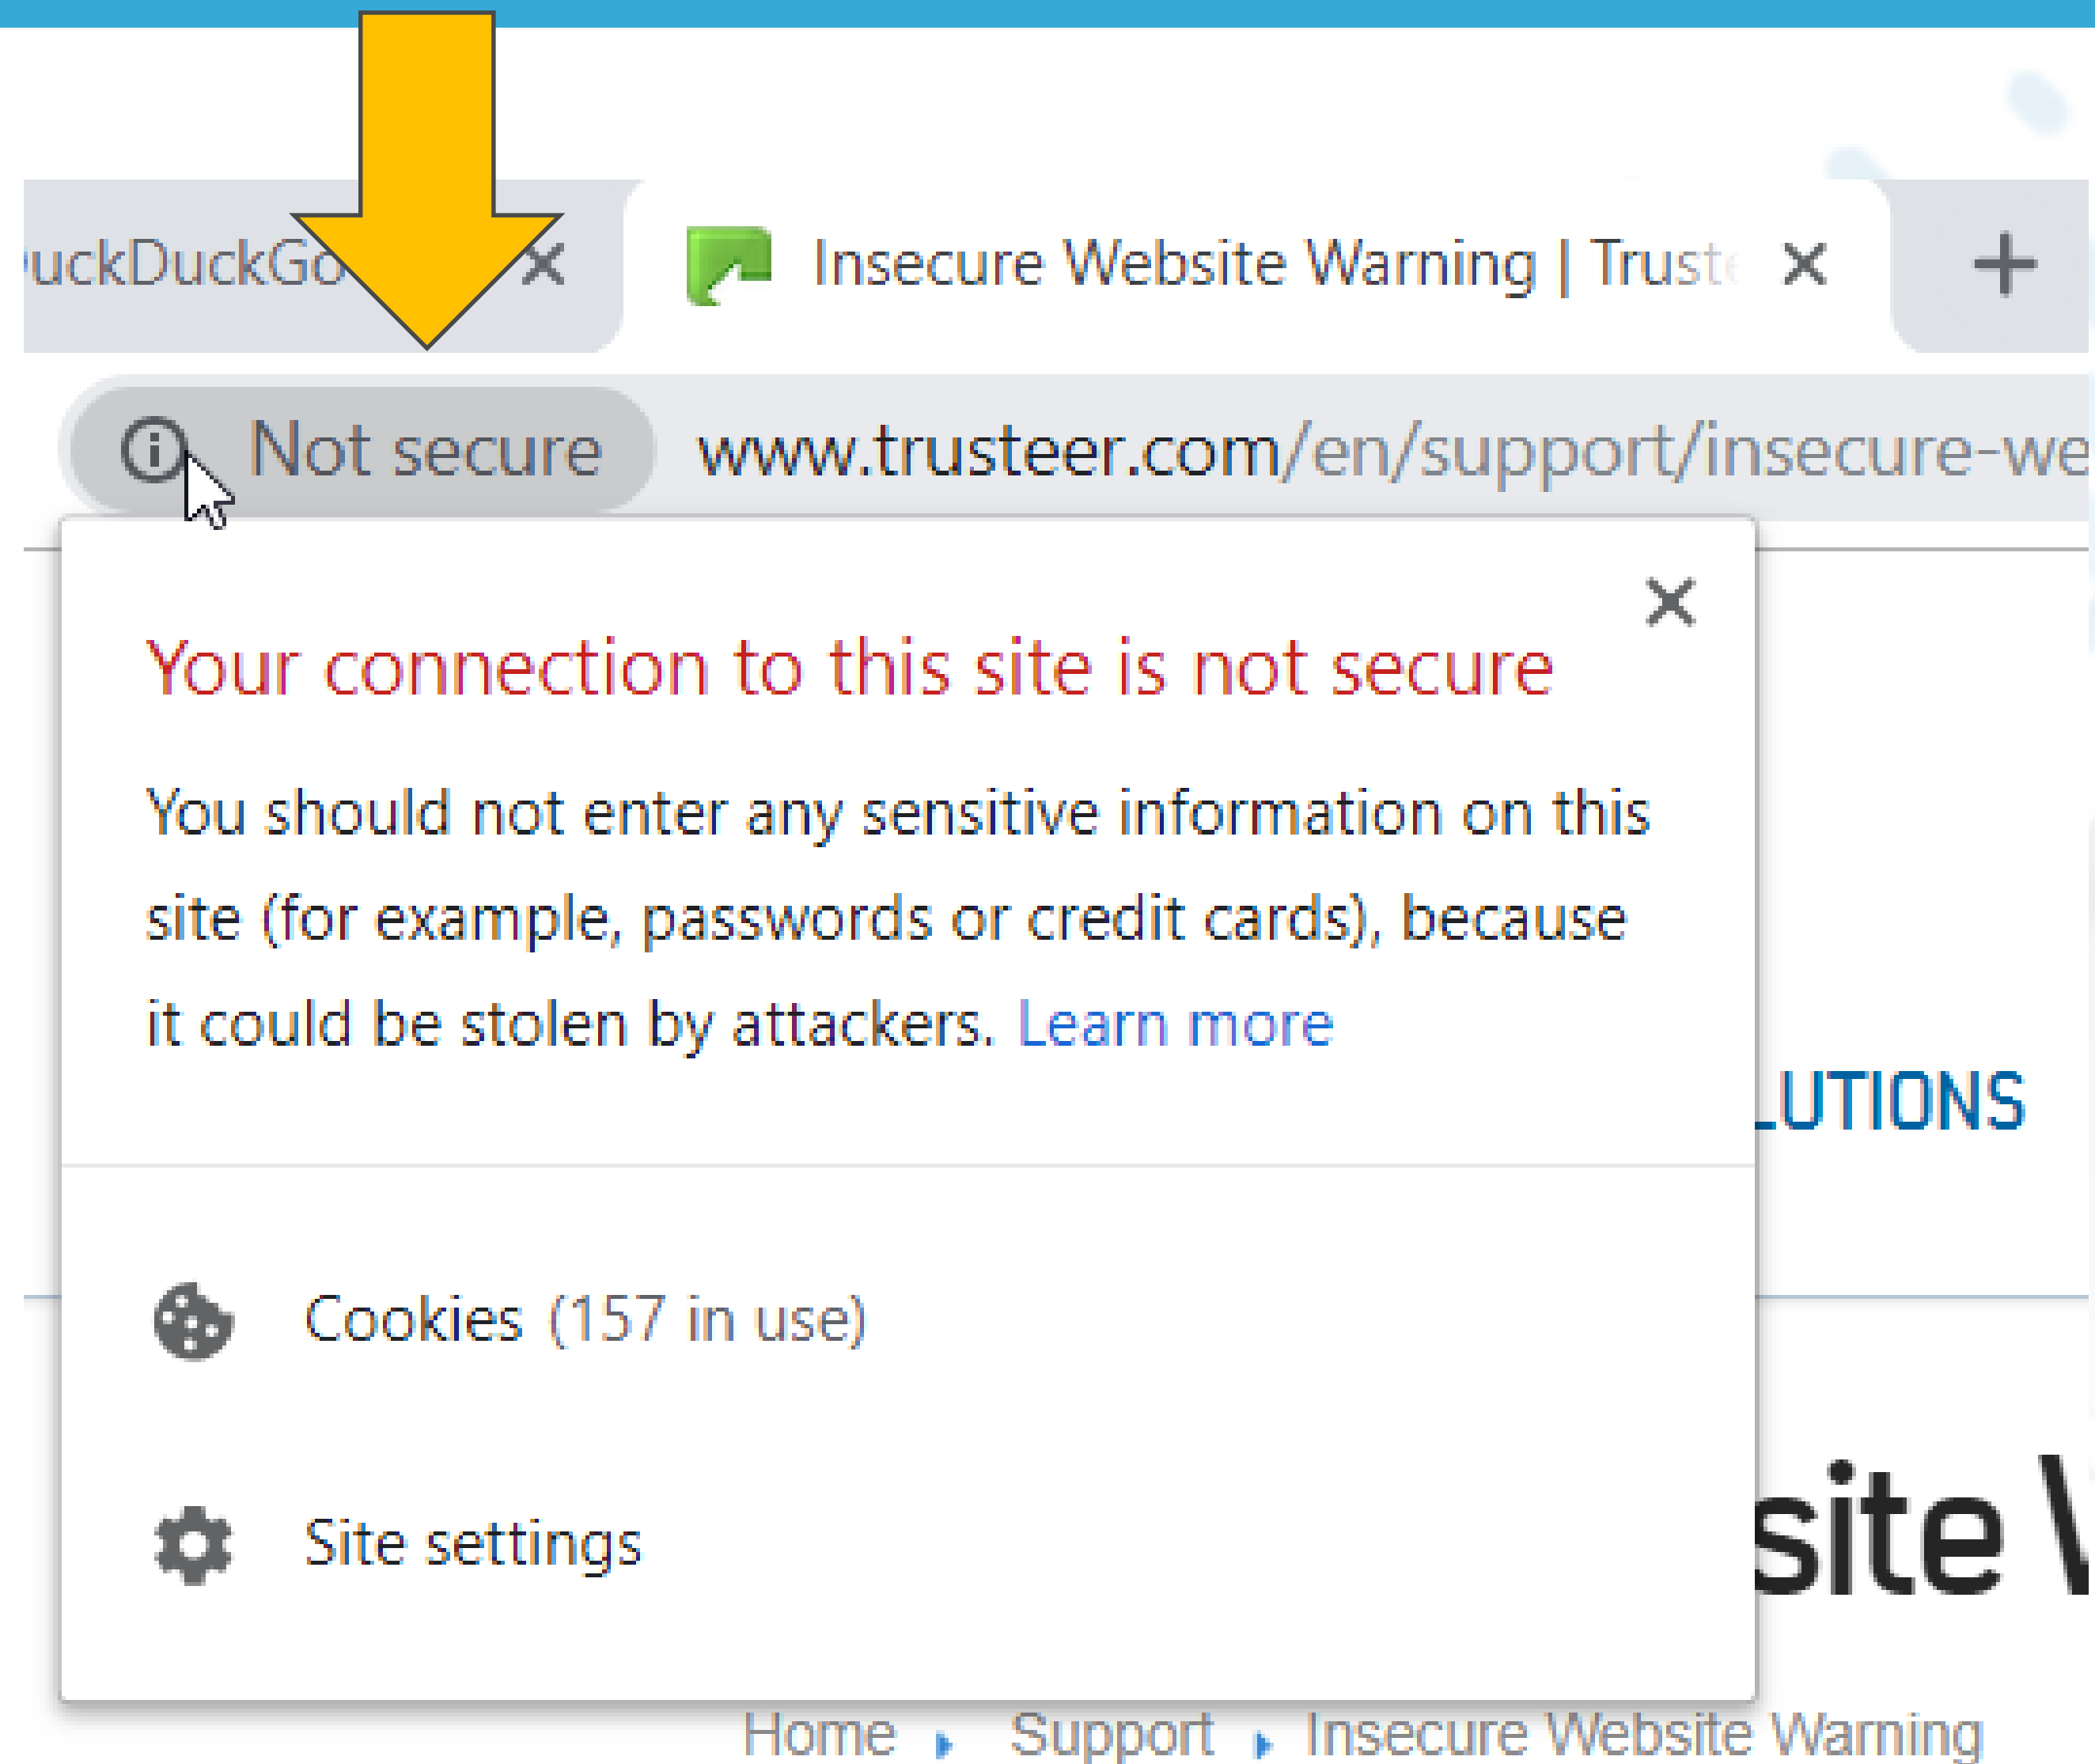 uckDuckGo
Insecure Website Warning | Truste
Not secure www.trusteer.com/en/support/insecure-we
Your connection to this site is not secure
You should not enter any sensitive information on this
site (for example, passwords or credit cards), because
it could be stolen by attackers. Learn more
LUTIONS
Cookies (157 in use)
site
Site settings
Home Support Insecure Website Warning